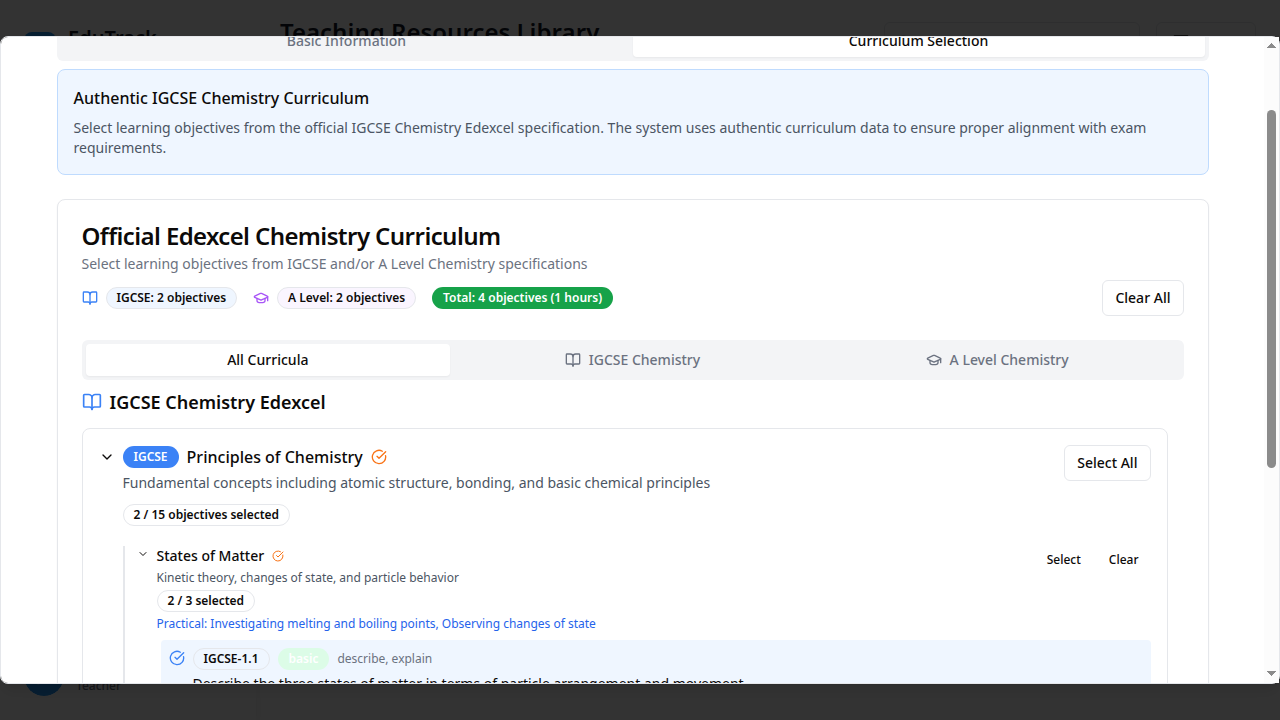 EduTrack
Teaching Resources Library
Basic Information
Curriculum Selection
Authentic IGCSE Chemistry Curriculum
Select learning objectives from the official IGCSE Chemistry Edexcel specification. The system uses authentic curriculum data to ensure proper alignment with exam
requirements.
Official Edexcel Chemistry Curriculum
Select learning objectives from IGCSE and/or A Level Chemistry specifications
IGCSE: 2 objectives
A Level: 2 objectives
Total: 4 objectives (1 hours)
Clear All
All Curricula
IGCSE Chemistry
A Level Chemistry
IGCSE Chemistry Edexcel
IGCSE
Principles of Chemistry
Select All
Fundamental concepts including atomic structure, bonding, and basic chemical principles
2 / 15 objectives selected
States of Matter
Select
Clear
Kinetic theory, changes of state, and particle behavior
2 / 3 selected
Practical: Investigating melting and boiling points, Observing changes of state
IGCSE-1.1
basic
describe, explain
Describe the three states of matter in terms of particle arrangement and movement
Teacher